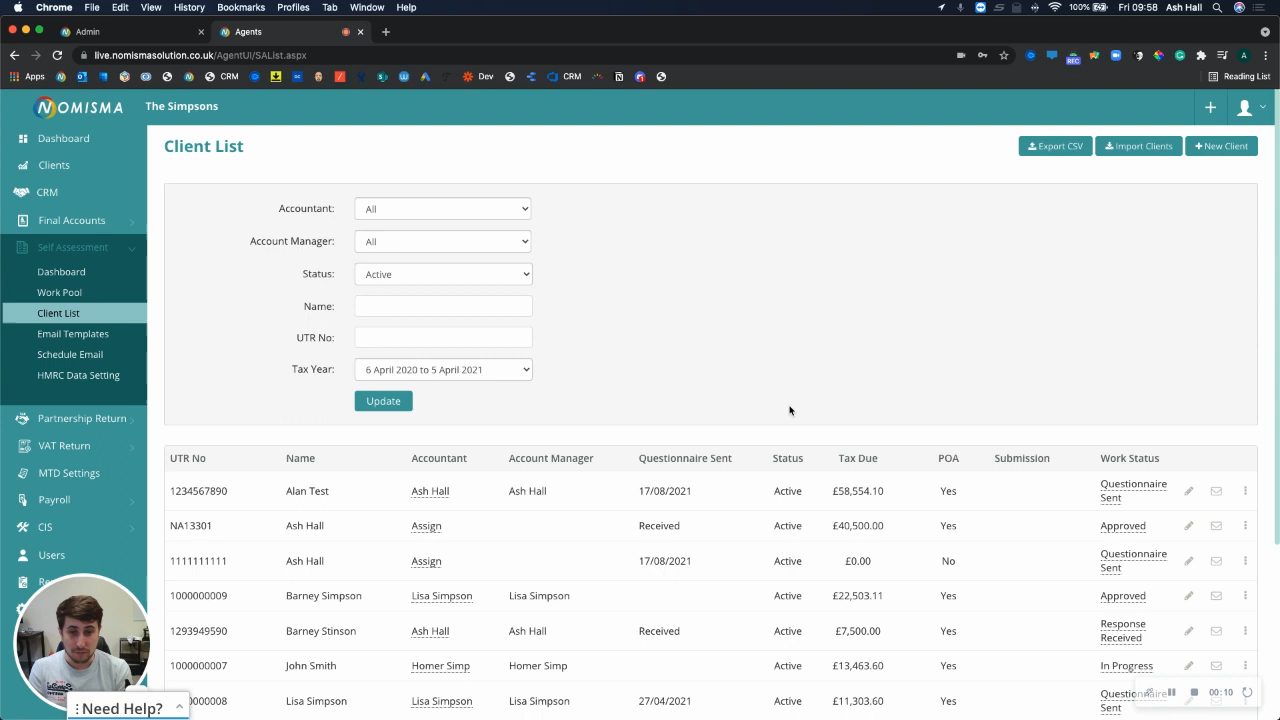 Chrome File Edit View History Bookmarks Profiles Tab Window Help 100% Fri 09:58 Ash Hall
Admin Agents
live.nomismasolution.co.uk/AgentUI/SAList.aspx REC A
Apps CRM Dev CRM Reading List
NOMISMA The Simpsons
Dashboard
Clients
CRM
Final Accounts
Self Assessment
Dashboard
Work Pool
Client List
Email Templates
Schedule Email
HMRC Data Setting
Partnership Return
VAT Return
MTD Settings
Payroll
CIS
Users
Client List Export CSV Import Clients New Client
Accountant: All
Account Manager: All
Status: Active
Name:
UTR No:
Tax Year: 6 April 2020 to 5 April 2021
Update
UTR No Name Accountant Account Manager Questionnaire Sent Status Tax Due POA Submission Work Status
1234567890 Alan Test Ash Hall Ash Hall 17/08/2021 Active £58,554.10 Yes Questionnaire
Sent
NA13301 Ash Hall Assign Received Active £40,500.00 Yes Approved
1111111111 Ash Hall Assign 17/08/2021 Active £0.00 No Questionnaire
Sent
1000000009 Barney Simpson Lisa Simpson Lisa Simpson Active £22,503.11 Yes Approved
1293949590 Barney Stinson Ash Hall Ash Hall Received Active £7,500.00 Yes Response
Received
1000000007 John Smith Homer Simp Homer Simp Active £13,463.60 Yes In Progress
0000008 Lisa Simpson Lisa Simpson Lisa Simpson 27/04/2021 Active £11,303.60 Yes Questionnaire
Sent
00:10
Need Help?